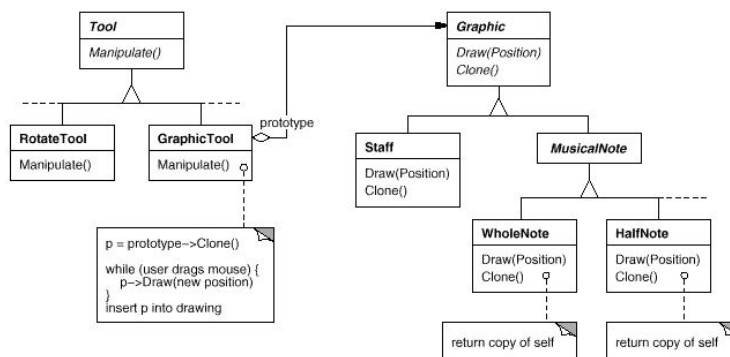 Tool
Manipulate()
Graphic
Draw(Position)
Clone()
prototype
RotateTool
Manipulate()
GraphicTool
Manipulate()
Staff
Draw(Position)
Clone()
MusicalNote
p = prototype->Clone()
while (user drags mouse) {
p->Draw(new position)
}
insert p into drawing
WholeNote
Draw(Position)
Clone()
HalfNote
Draw(Position)
Clone()
return copy of self
return copy of self